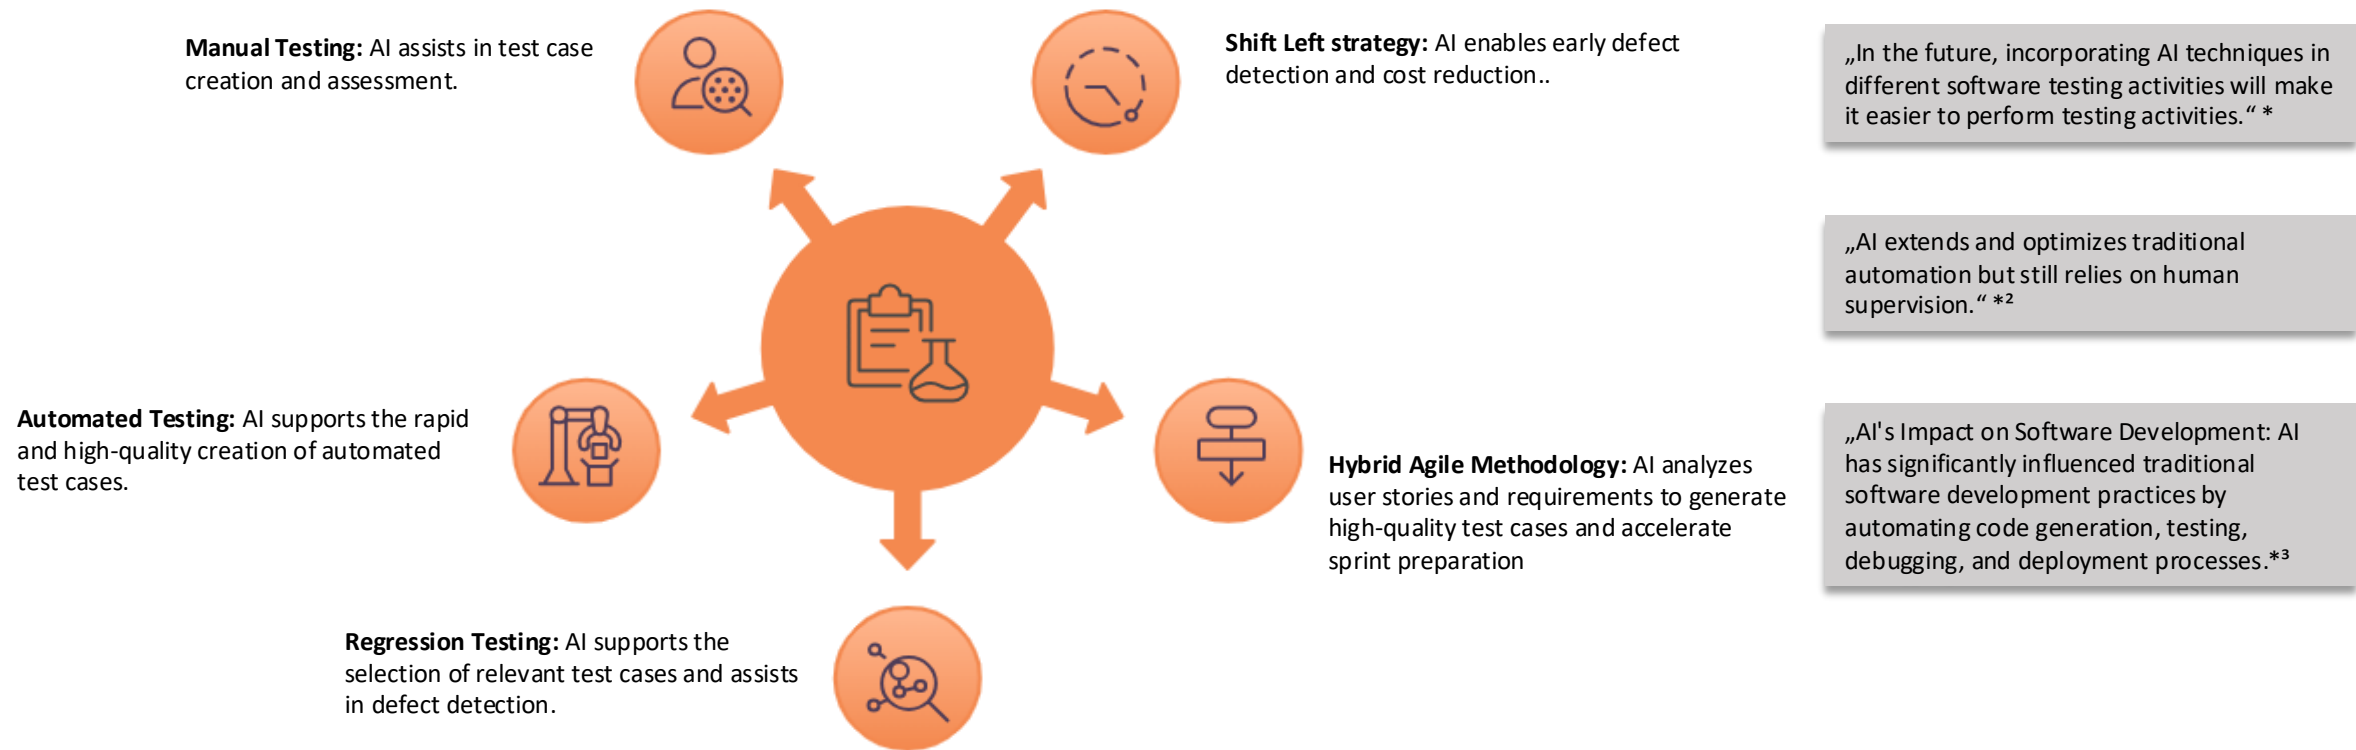 Manual Testing: AI assists in test case
creation and assessment.
Shift Left strategy: AI enables early defect
detection and cost reduction..
„In the future, incorporating AI techniques in
different software testing activities will make
it easier to perform testing activities.“ *
„AI extends and optimizes traditional
automation but still relies on human
supervision.“ *²
Automated Testing: AI supports the rapid
and high-quality creation of automated
test cases.
Hybrid Agile Methodology: AI analyzes
user stories and requirements to generate
high-quality test cases and accelerate
sprint preparation
„AI's Impact on Software Development: AI
has significantly influenced traditional
software development practices by
automating code generation, testing,
debugging, and deployment processes.*³
Regression Testing: AI supports the
selection of relevant test cases and assists
in defect detection.